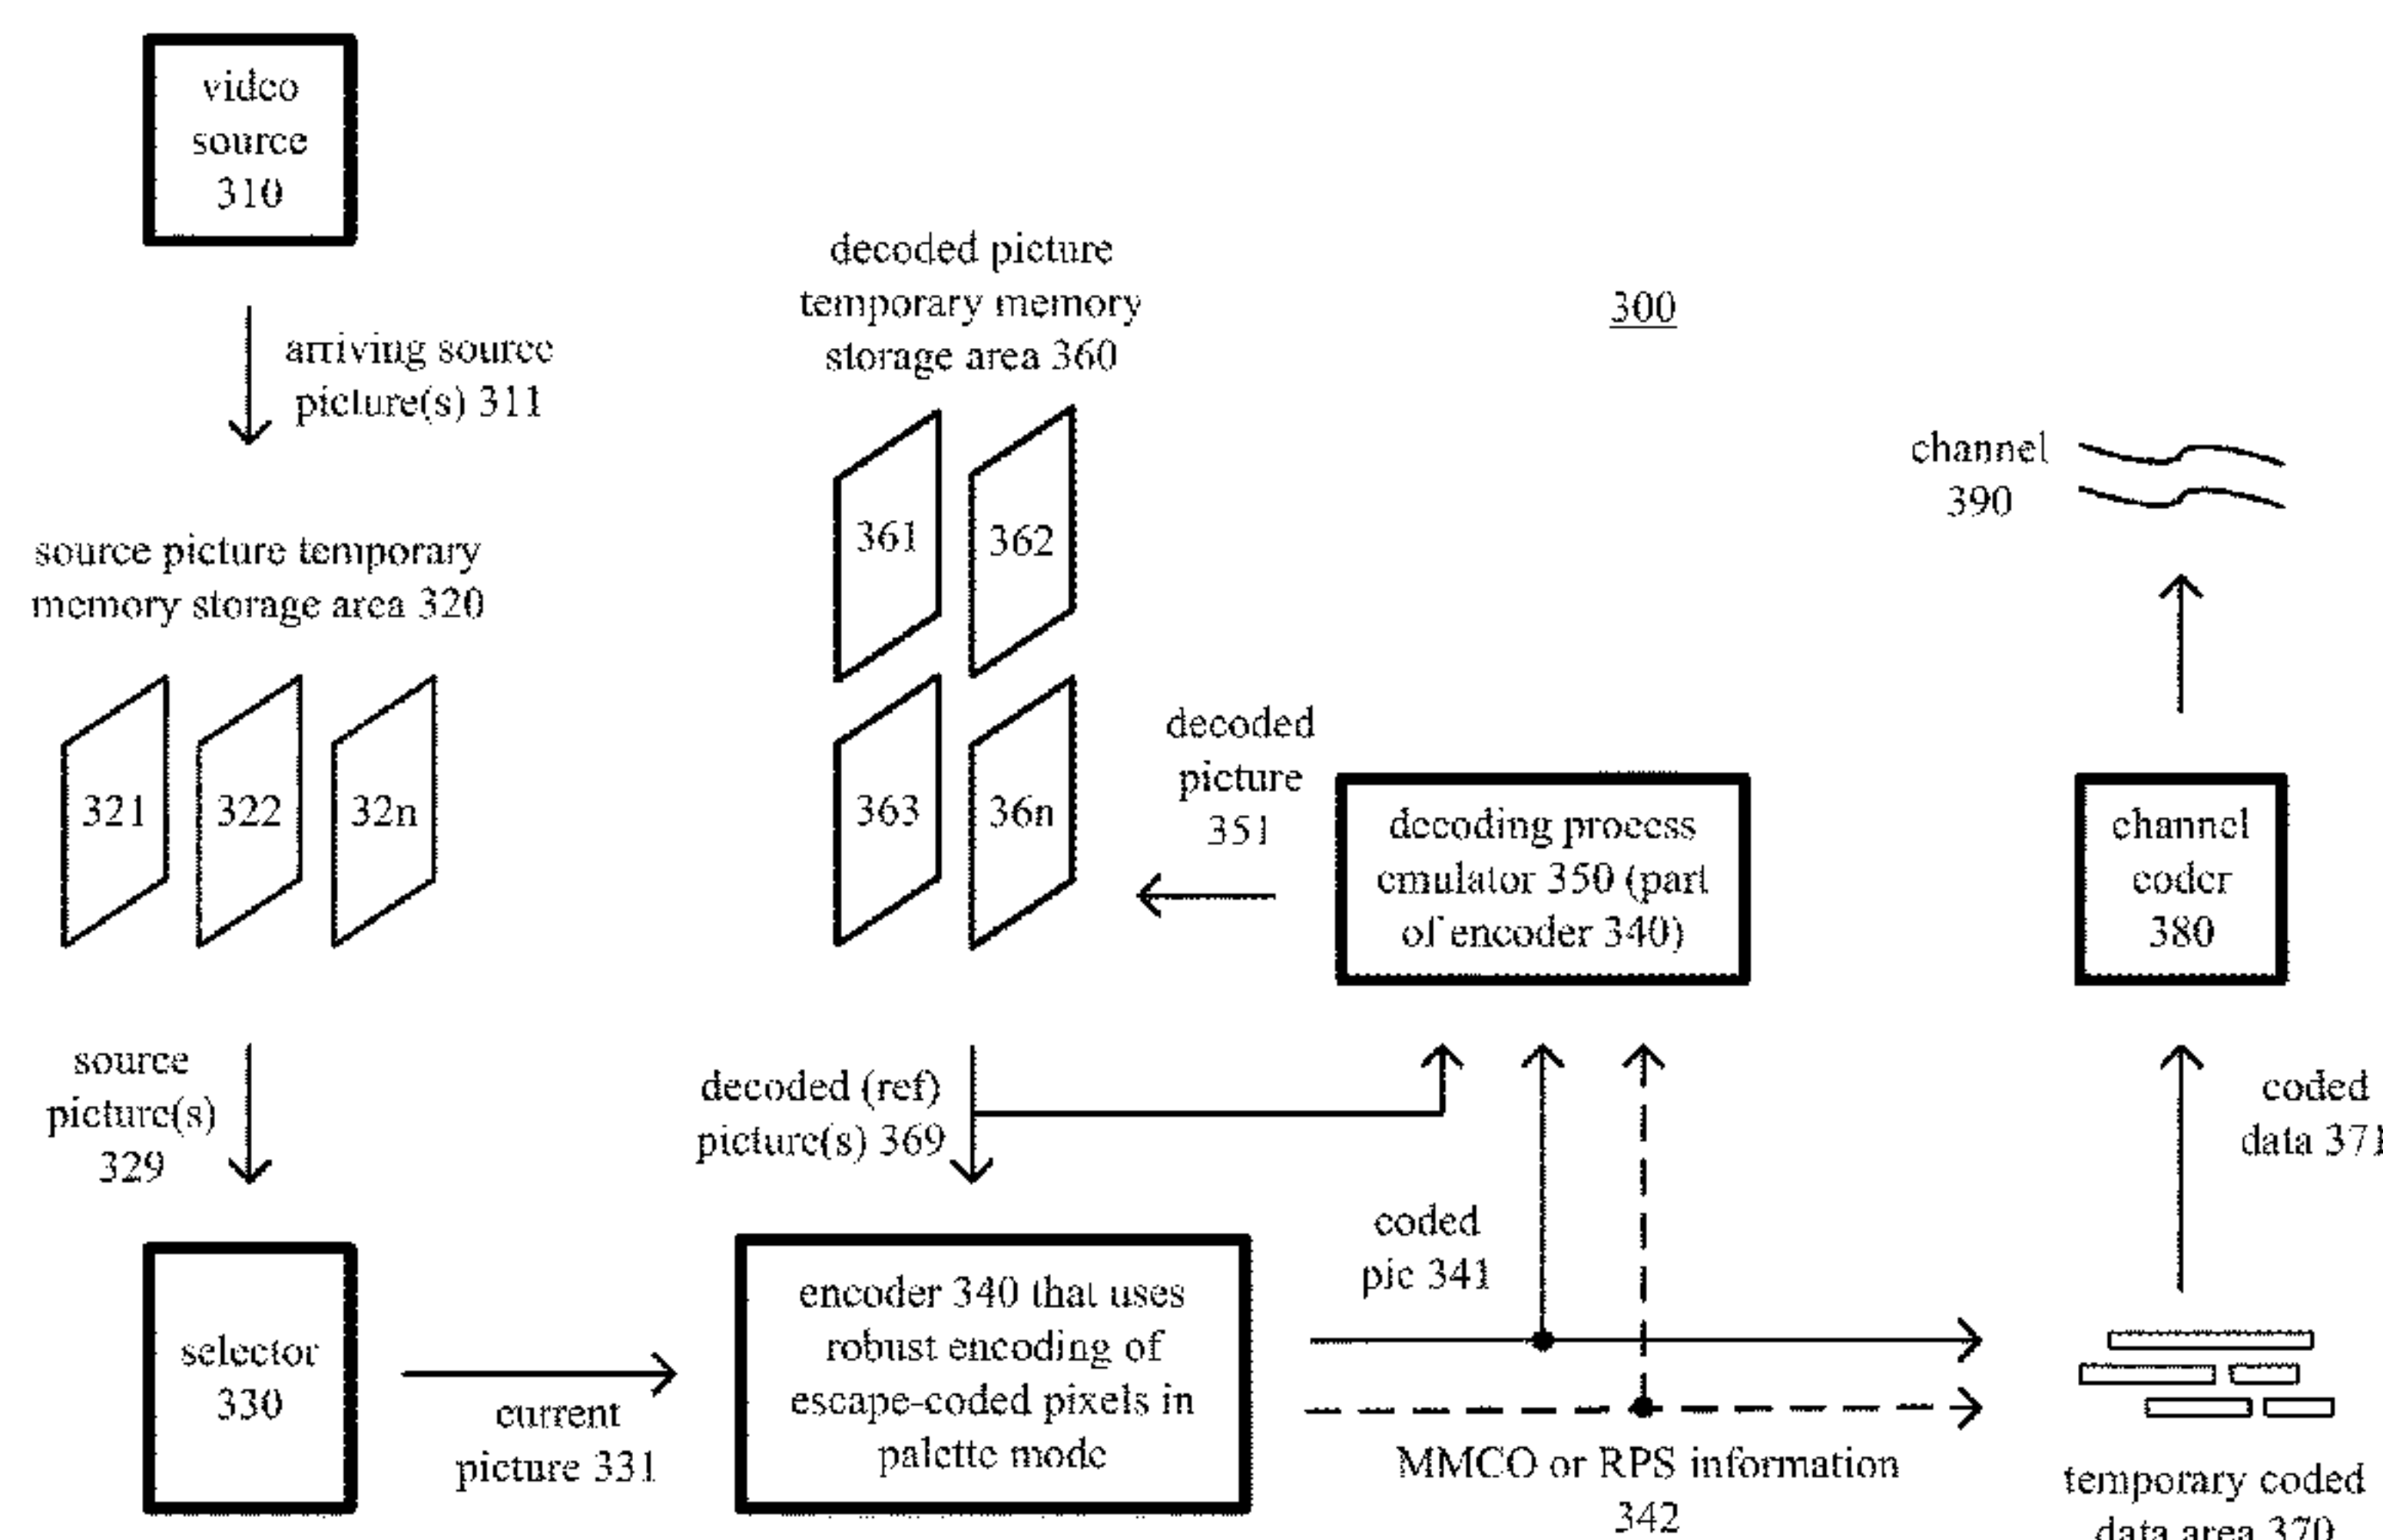 video
source
310
arriving source
picture(s) 311
source picture temporary
memory storage area 320
321
322
32n
source
picture(s)
329
selector
330
current
picture 331
decoded picture
temporary memory
storage area 360
361
362
363
36n
decoded
picture
351
decoded (ref)
picture(s) 369
encoder 340 that uses
robust encoding of
escape-coded pixels in
palette mode
300
decoding process
emulator 350 (part
of encoder 340)
coded
pic 341
MMCO or RPS information
342
channel
390
channel
coder
380
coded
data 371
temporary coded
data area 370